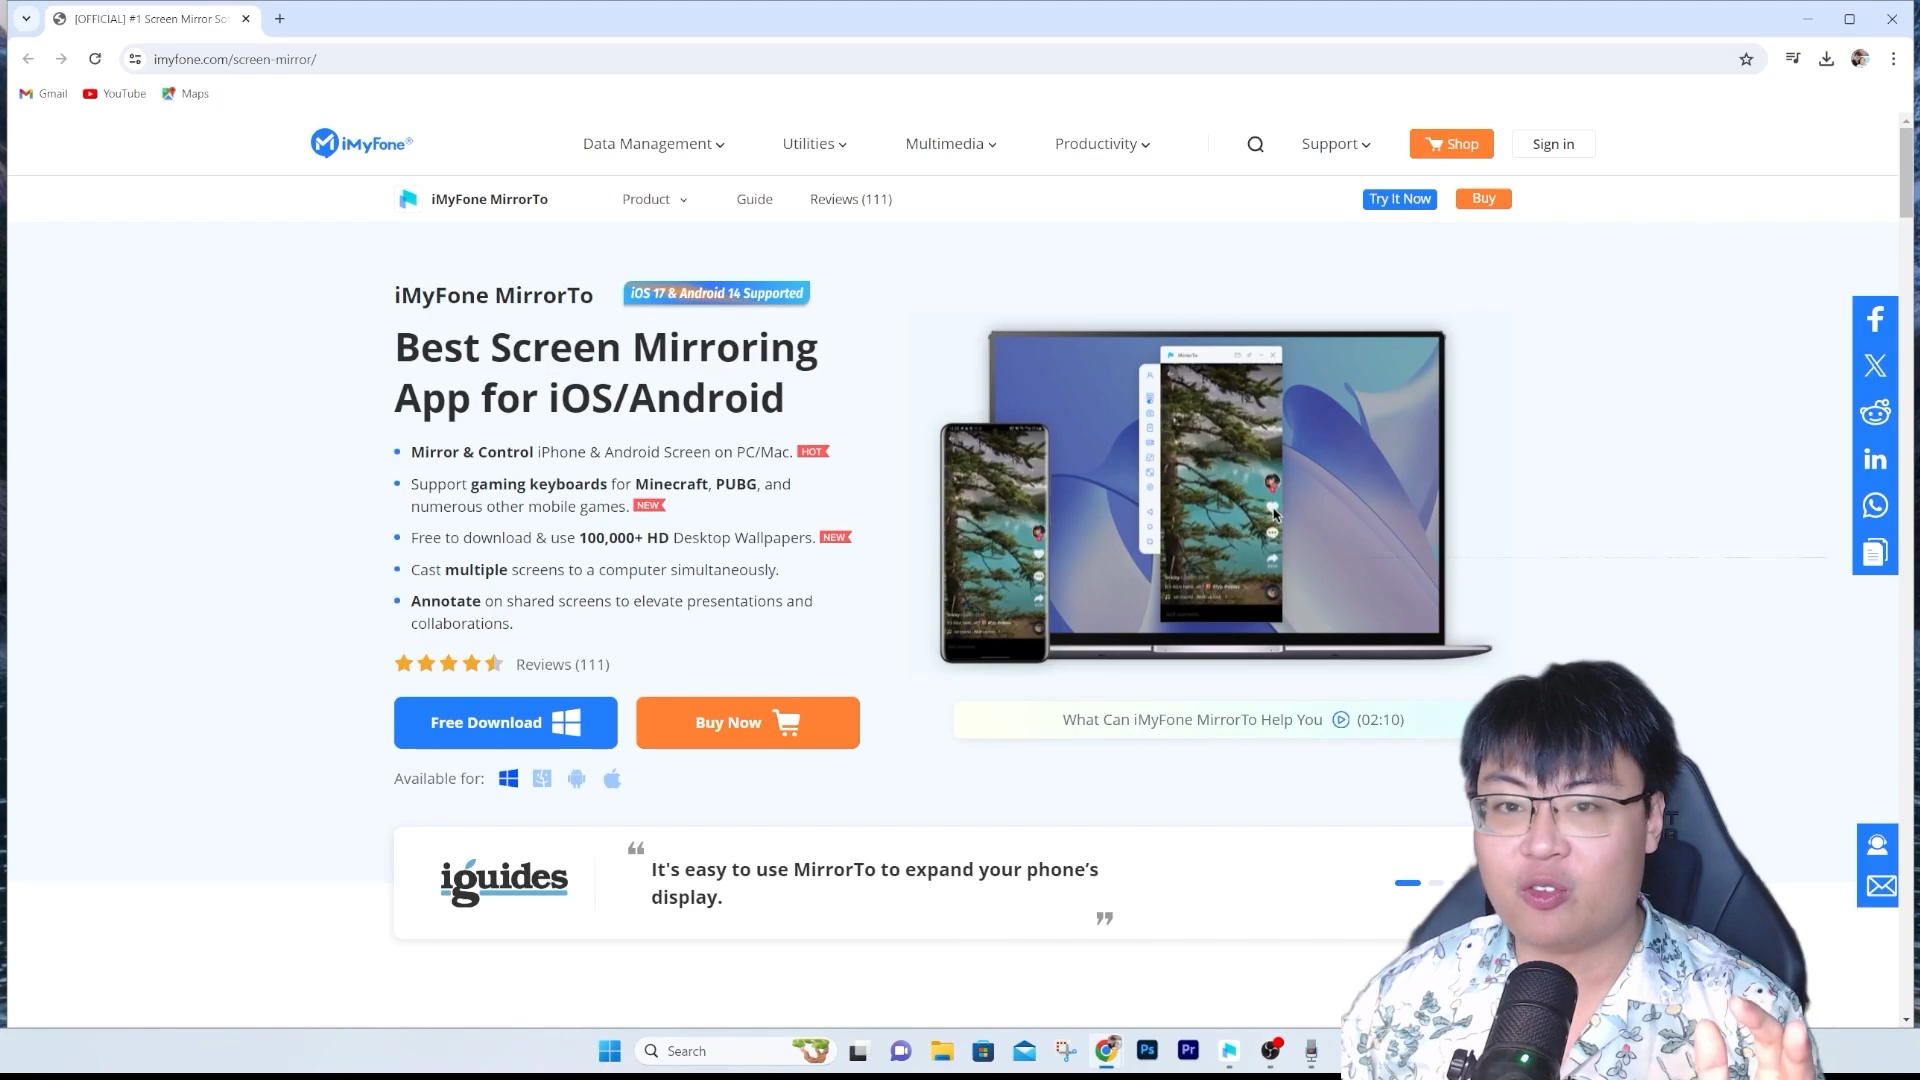 [OFFICIAL] #1 Screen Mirror So
imyfone.com/screen-mirror/
Gmail
YouTube
Maps
iMyFone®
Data Management
Utilities
Multimedia
Productivity
Support
Shop
Sign in
iMyFone MirrorTo
Product
Guide
Reviews (111)
Try It Now
Buy
iMyFone MirrorTo
iOS 17 & Android 14 Supported
Best Screen Mirroring
App for iOS/Android
Mirror & Control iPhone & Android Screen on PC/Mac. HOT
Support gaming keyboards for Minecraft, PUBG, and
numerous other mobile games. NEW
Free to download & use 100,000+ HD Desktop Wallpapers. NEW
Cast multiple screens to a computer simultaneously.
Annotate on shared screens to elevate presentations and
collaborations.
Reviews (111)
Free Download
Buy Now
Available for:
MirrorTo
What Can iMyFone MirrorTo Help You (02:10)
iguides
“
It's easy to use MirrorTo to expand your phone’s
display.
”
Search
Ps
Pr